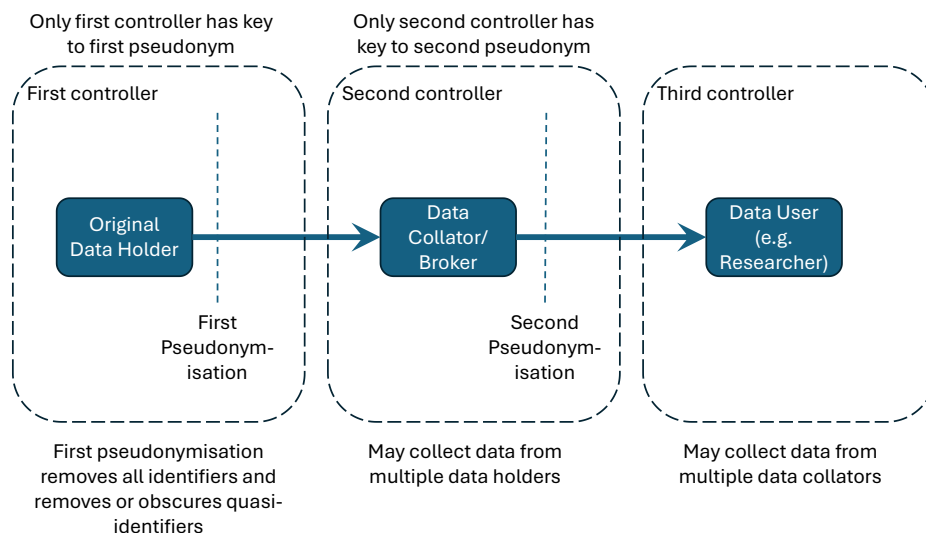 Only first controller has key
to first pseudonym
Only second controller has
key to second pseudonym
First controller
Second controller
Third controller
Original
Data Holder
Data
Collator/
Broker
Data User
(e.g.
Researcher)
First
Pseudonym-
isation
Second
Pseudonym-
isation
First pseudonymisation
removes all identifiers and
removes or obscures quasi-
identifiers
May collect data from
multiple data holders
May collect data from
multiple data collators